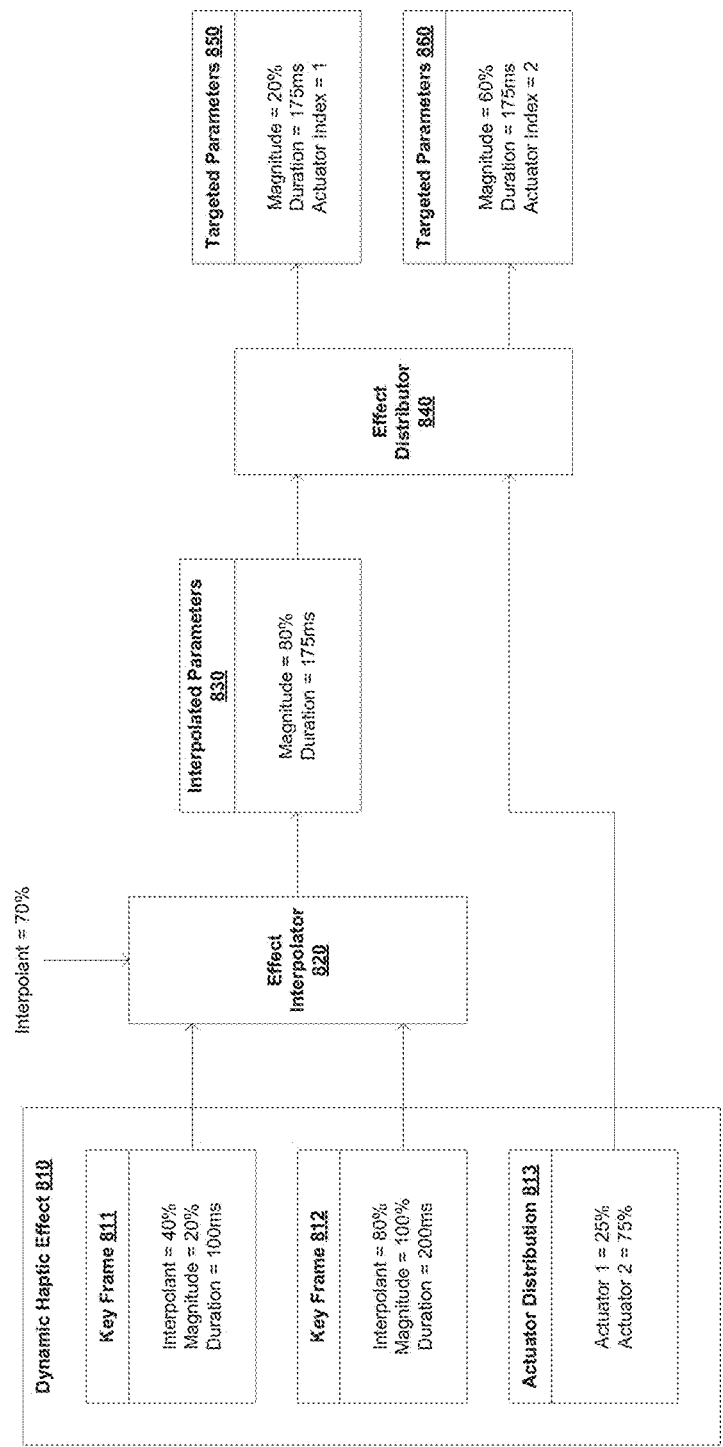 Dynamic Haptic Effect 810
Key Frame 811
Interpolant = 40%
Magnitude = 20%
Duration = 100ms
Key Frame 812
Interpolant = 80%
Magnitude = 100%
Duration = 200ms
Actuator Distribution 813
Actuator 1 = 25%
Actuator 2 = 75%
Interpolant = 70%
Effect
Interpolator
820
Interpolated Parameters
830
Magnitude = 80%
Duration = 175ms
Effect
Distributor
840
Targeted Parameters 850
Magnitude = 20%
Duration = 175ms
Actuator Index = 1
Targeted Parameters 860
Magnitude = 60%
Duration = 175ms
Actuator Index = 2